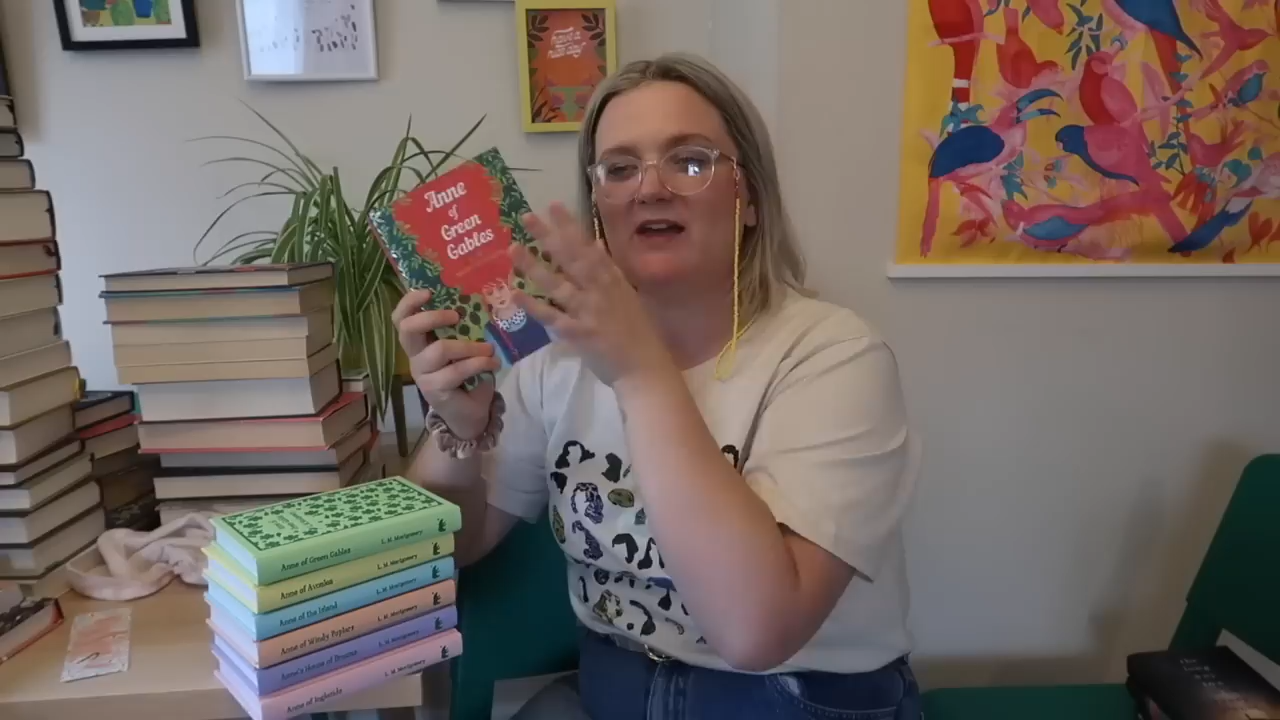 Anne
of
Green
Gables
Anne of Green Gables L. M. Montgomery
Anne of Avonlea L. M. Montgomery
Anne of the Island L. M. Montgomery
Anne of Windy Poplars L. M. Montgomery
Anne's House of Dreams L. M. Montgomery
Anne of Ingleside L. M. Montgomery